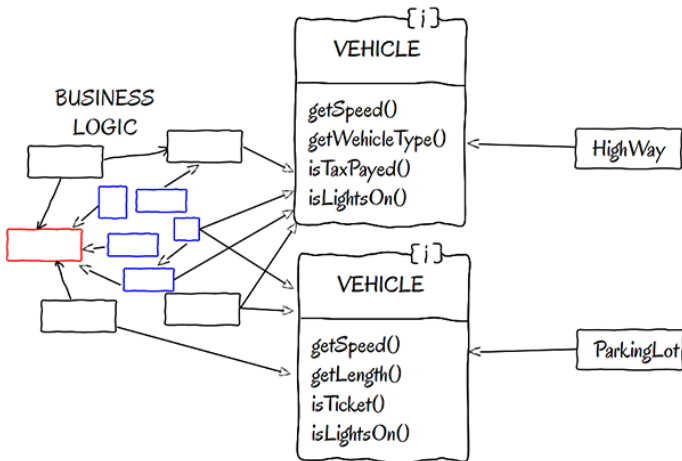 [i]
VEHICLE
getSpeed()
getWehicleType()
isTaxPayed()
isLightsOn()
BUSINESS
LOGIC
HighWay
[i]
VEHICLE
getSpeed()
getLength()
isTicket()
isLightsOn()
ParkingLot